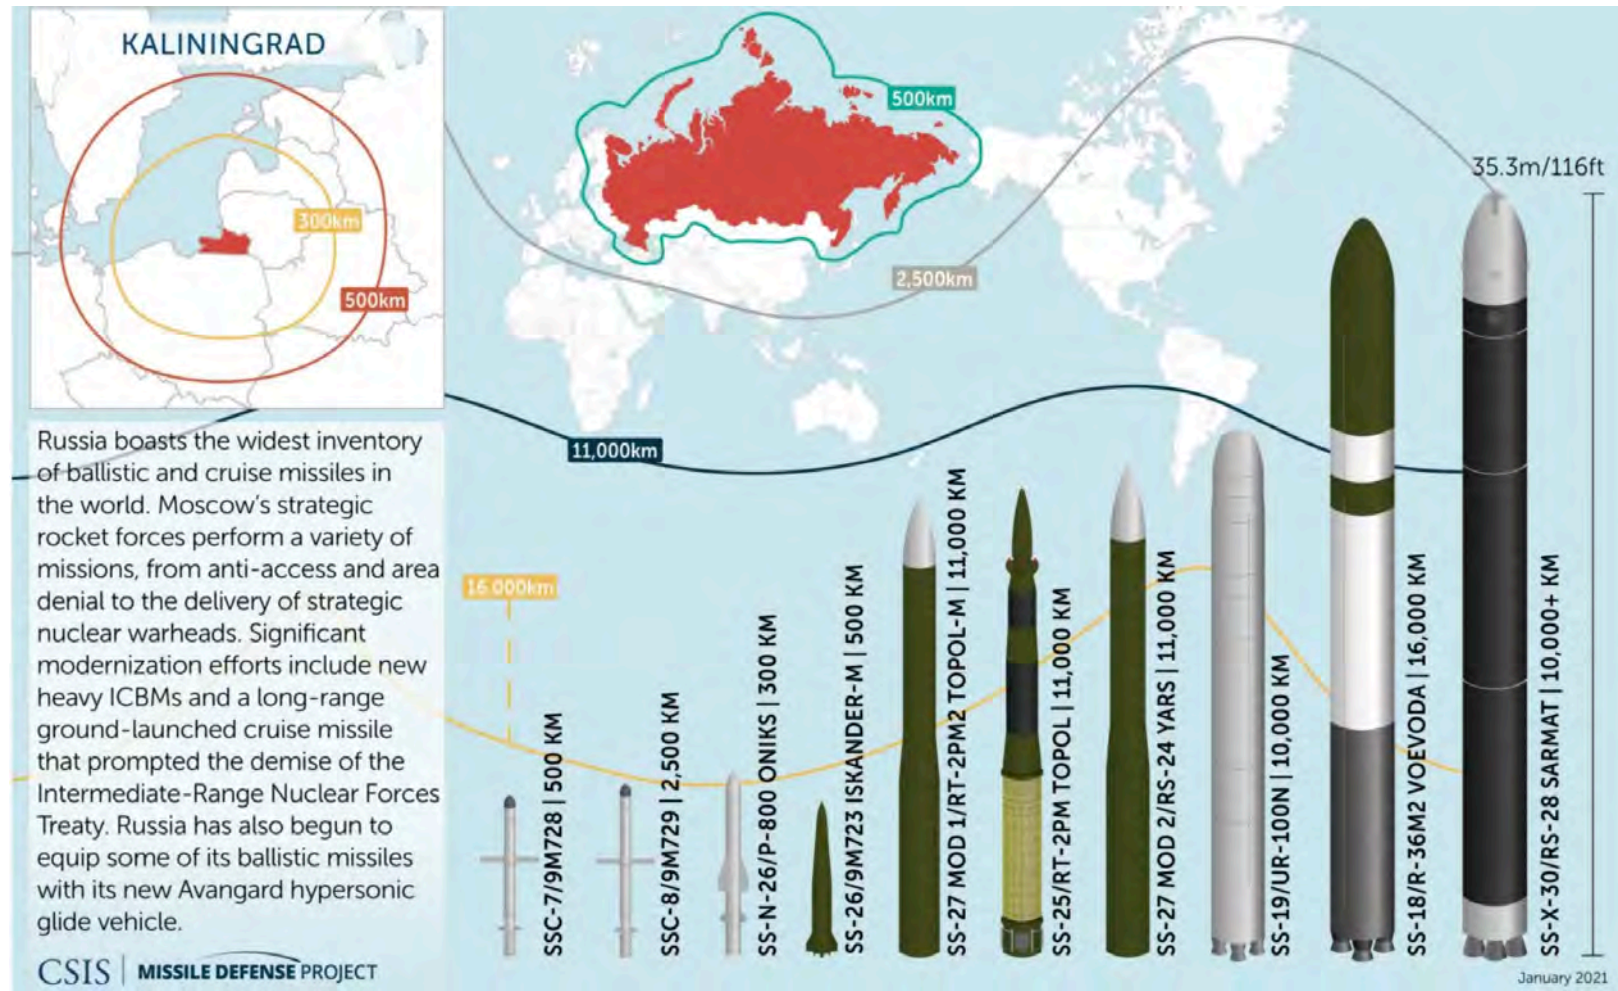 KALININGRAD
300km
500km
500km
2,500km
11,000km
16,000km
35.3m/116ft
Russia boasts the widest inventory
of ballistic and cruise missiles in
the world. Moscow's strategic
rocket forces perform a variety of
missions, from anti-access and area
denial to the delivery of strategic
nuclear warheads. Significant
modernization efforts include new
heavy ICBMs and a long-range
ground-launched cruise missile
that prompted the demise of the
Intermediate-Range Nuclear Forces
Treaty. Russia has also begun to
equip some of its ballistic missiles
with its new Avangard hypersonic
glide vehicle.
CSIS | MISSILE DEFENSE PROJECT
SSC-7/9M728 | 500 KM
SSC-8/9M729 | 2,500 KM
SS-N-26/P-800 ONIKS | 300 KM
SS-26/9M723 ISKANDER-M | 500 KM
SS-27 MOD 1/RT-2PM2 TOPOL-M | 11,000 KM
SS-25/RT-2PM TOPOL | 11,000 KM
SS-27 MOD 2/RS-24 YARS | 11,000 KM
SS-19/UR-100N | 10,000 KM
SS-18/R-36M2 VOEVODA | 16,000 KM
SS-X-30/RS-28 SARMAT | 10,000+ KM
January 2021